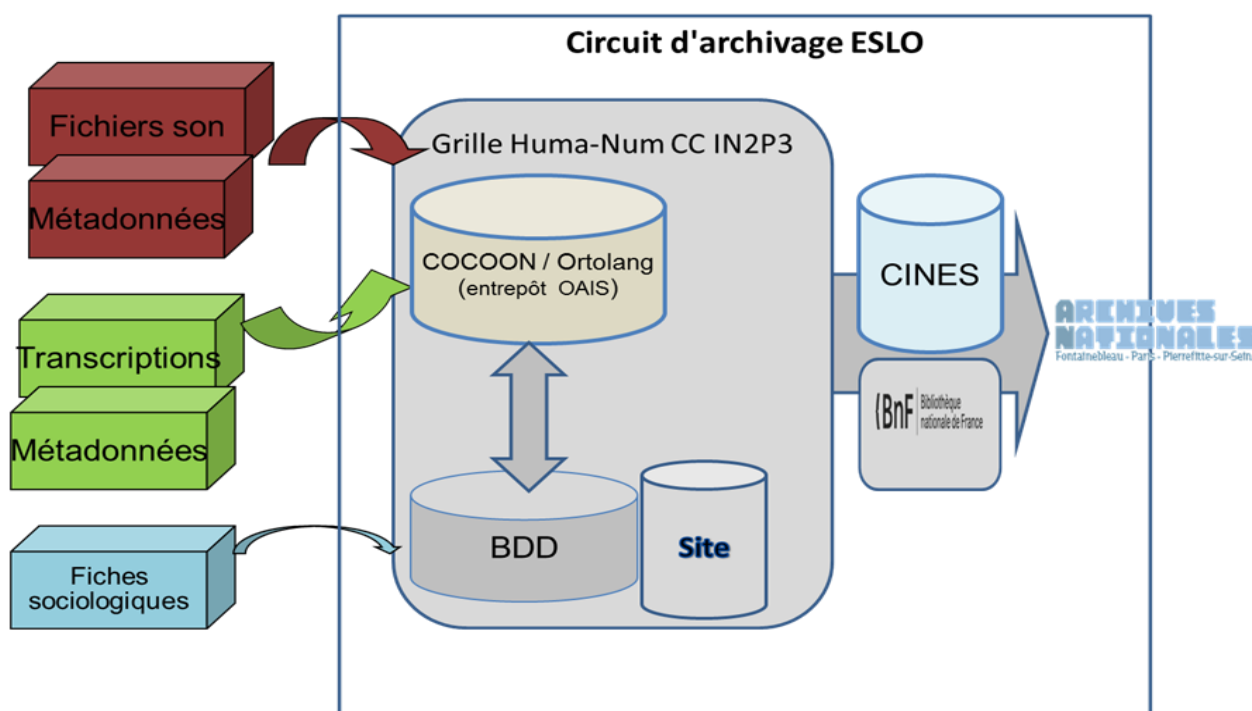 Circuit d'archivage ESLO
Fichiers son
Métadonnées
Transcriptions
Métadonnées
Fiches
sociologiques
Grille Huma-Num CC IN2P3
COCOON / Ortolang
(entrepôt OAIS)
BDD
Site
CINES
(BnF
Bibliothèque
nationale de France
ARCHIVES
NATIONALES
Fontainebleau - Paris - Pierrefitte-sur-Sein